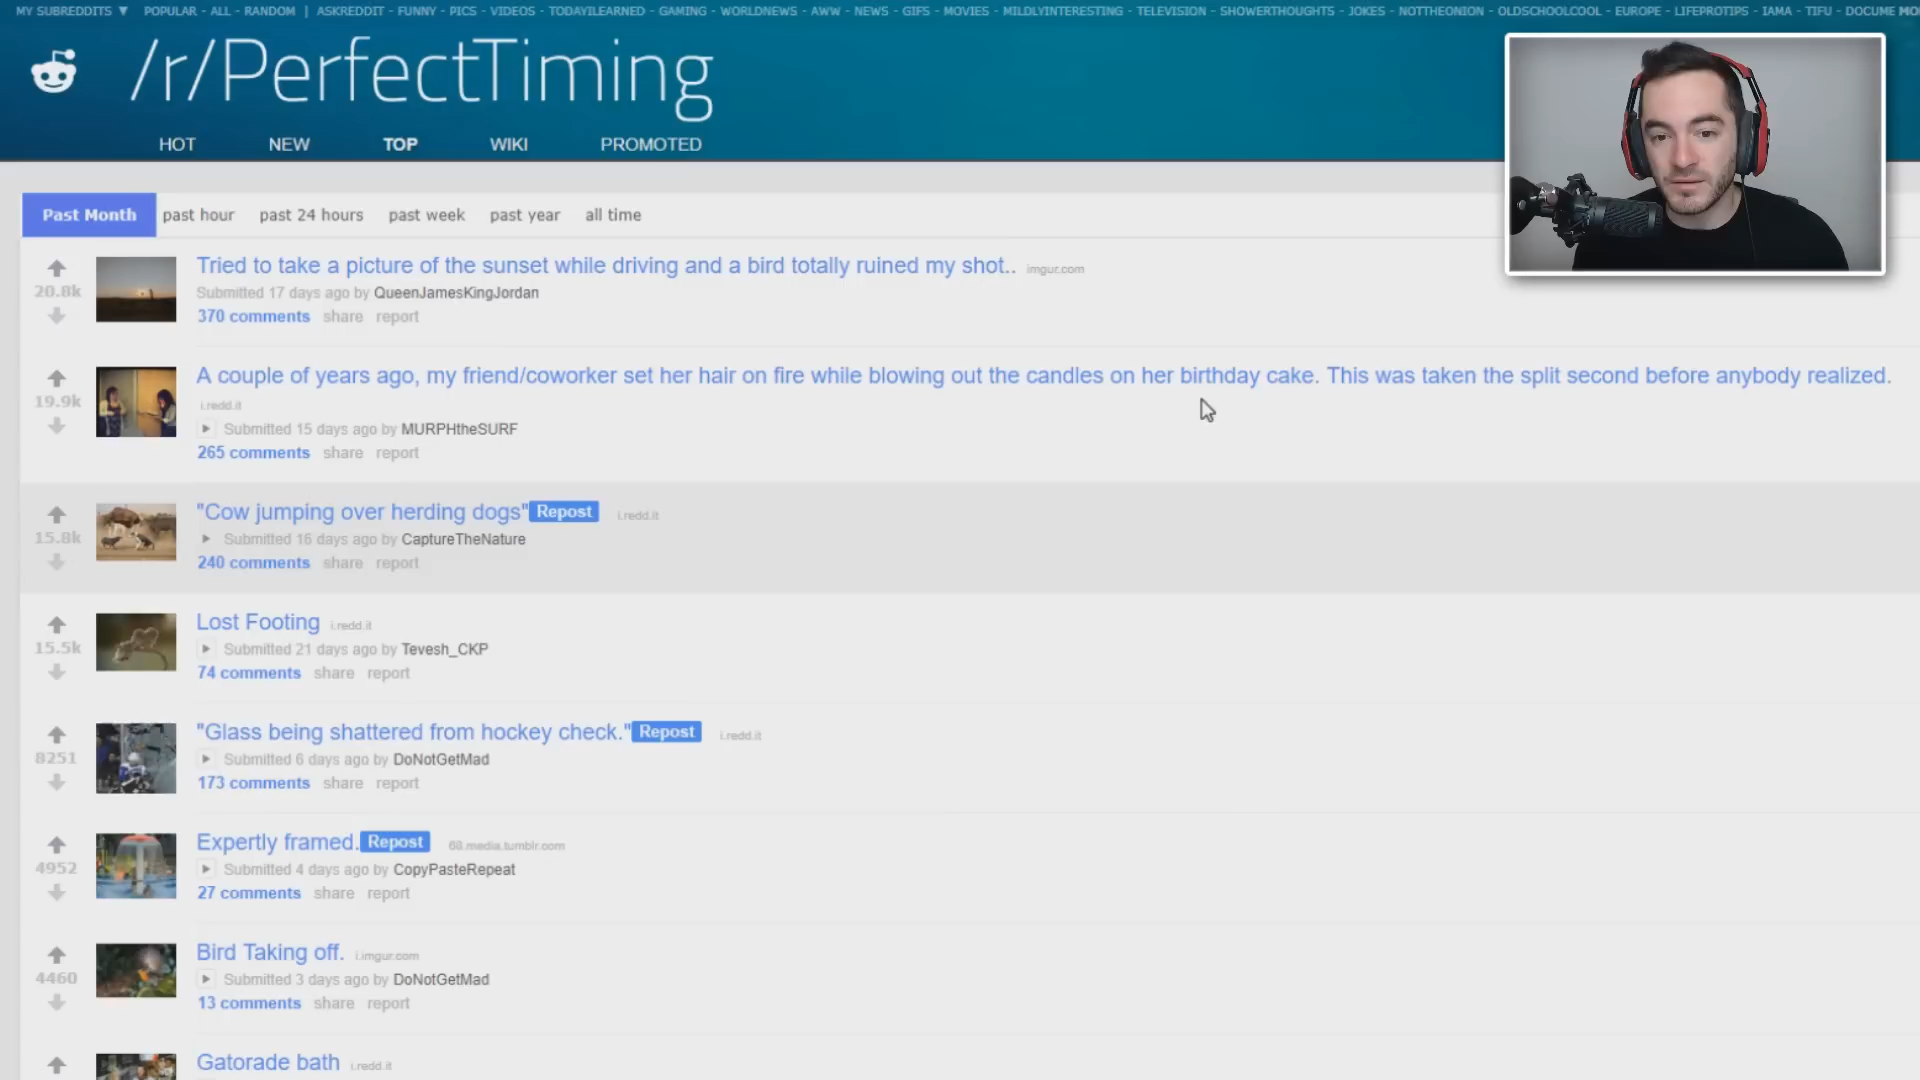 MY SUBREDDITS ▼ POPULAR - ALL - RANDOM | ASKREDDIT - FUNNY - PICS - VIDEOS - TODAYILEARNED - GAMING - WORLDNEWS - AWW - NEWS - GIFS - MOVIES - MILDLYINTERESTING - TELEVISION - SHOWERTHOUGHTS - JOKES - NOTTHEONION - OLDSCHOOLCOOL - EUROPE - LIFEPROTIPS - IAMA - TIFU - DOCUME
/r/PerfectTiming
HOT NEW TOP WIKI PROMOTED
Past Month past hour past 24 hours past week past year all time
Tried to take a picture of the sunset while driving and a bird totally ruined my shot.. imgur.com
20.8k
Submitted 17 days ago by QueenJamesKingJordan
370 comments share report
A couple of years ago, my friend/coworker set her hair on fire while blowing out the candles on her birthday cake. This was taken the split second before anybody realized.
19.9k
i.redd.it
Submitted 15 days ago by MURPHtheSURF
265 comments share report
"Cow jumping over herding dogs" Repost i.redd.it
15.8k
Submitted 16 days ago by CaptureTheNature
240 comments share report
Lost Footing i.redd.it
15.5k
Submitted 21 days ago by Tevesh_CKP
74 comments share report
"Glass being shattered from hockey check." Repost i.redd.it
8251
Submitted 6 days ago by DoNotGetMad
173 comments share report
Expertly framed. Repost 68.media.tumblr.com
4952
Submitted 4 days ago by CopyPasteRepeat
27 comments share report
Bird Taking off. i.imgur.com
4460
Submitted 3 days ago by DoNotGetMad
13 comments share report
Gatorade bath i.redd.it